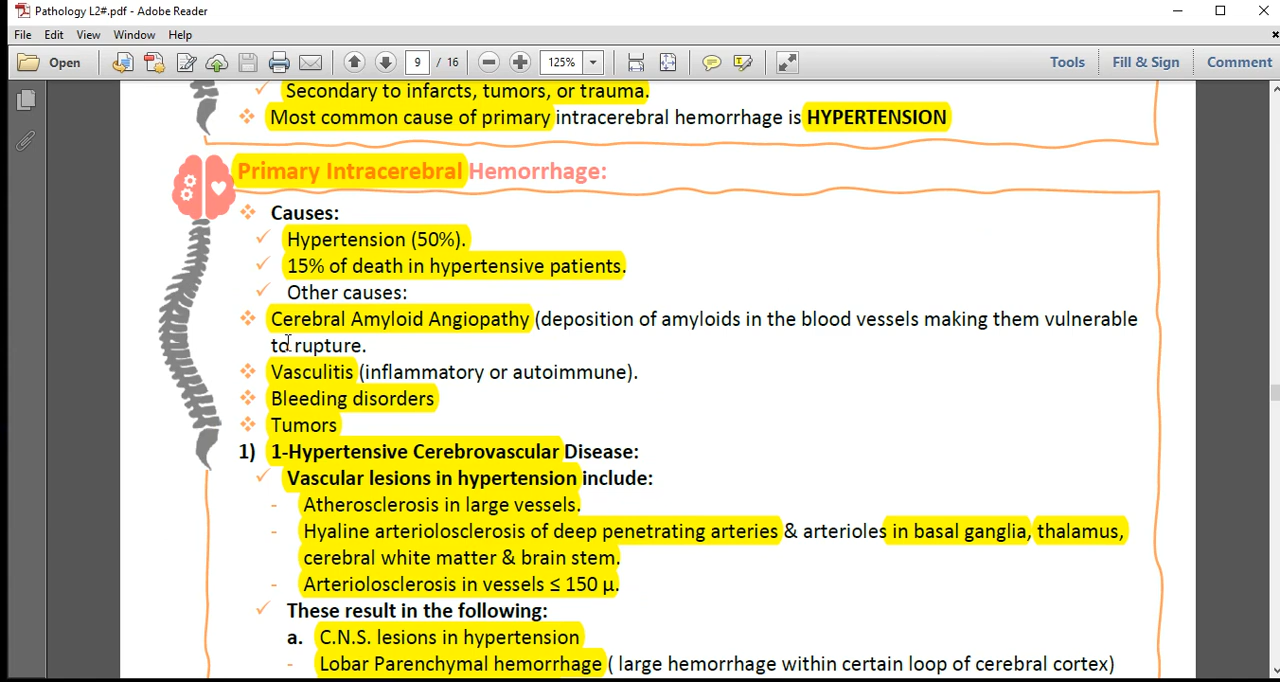 Pathology L2#.pdf - Adobe Reader
File Edit View Window Help
Open 9 / 16 125% Tools Fill & Sign Comment
Secondary to infarcts, tumors, or trauma.
Most common cause of primary intracerebral hemorrhage is HYPERTENSION
Primary Intracerebral Hemorrhage:
Causes:
Hypertension (50%).
15% of death in hypertensive patients.
Other causes:
Cerebral Amyloid Angiopathy (deposition of amyloids in the blood vessels making them vulnerable
to rupture.
Vasculitis (inflammatory or autoimmune).
Bleeding disorders
Tumors
1) 1-Hypertensive Cerebrovascular Disease:
Vascular lesions in hypertension include:
- Atherosclerosis in large vessels.
- Hyaline arteriolosclerosis of deep penetrating arteries & arterioles in basal ganglia, thalamus,
cerebral white matter & brain stem.
- Arteriolosclerosis in vessels ≤ 150 µ.
These result in the following:
a. C.N.S. lesions in hypertension
- Lobar Parenchymal hemorrhage ( large hemorrhage within certain loop of cerebral cortex)